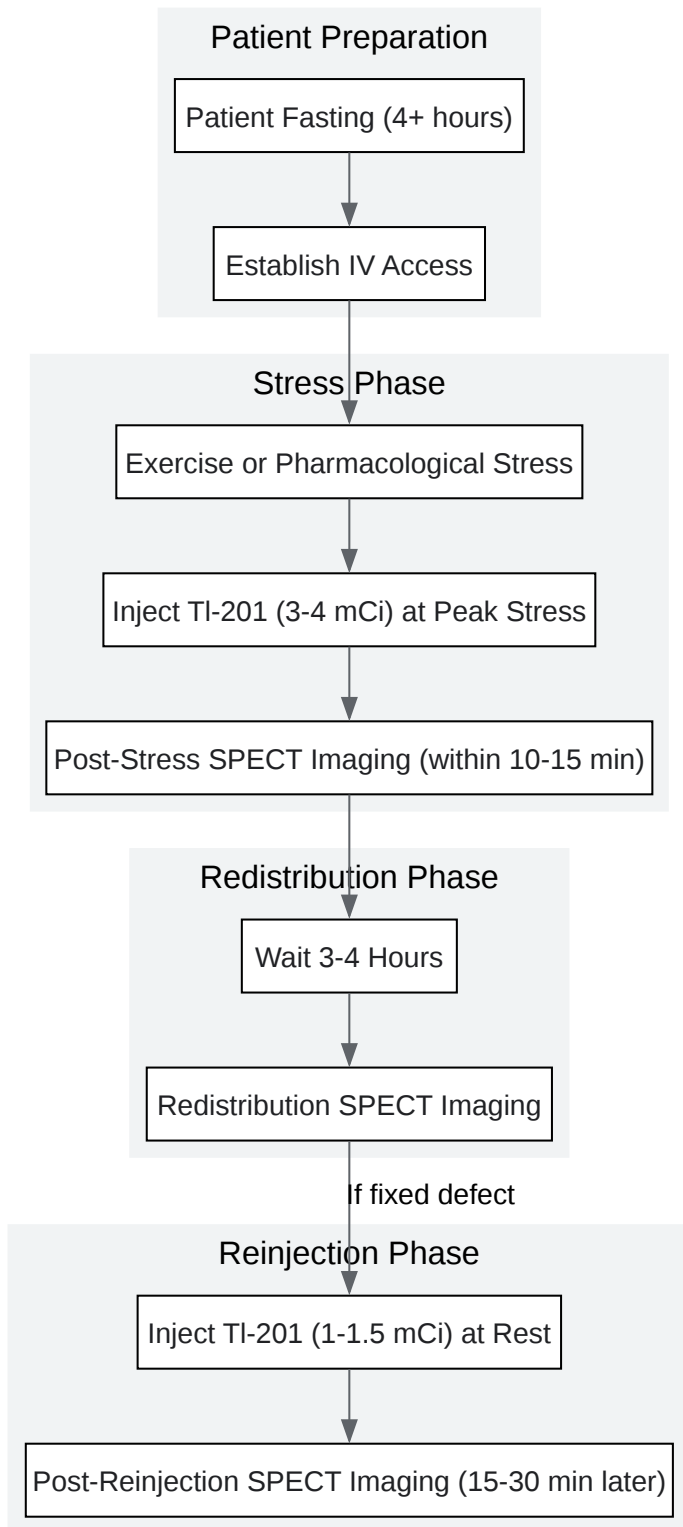 Patient Preparation
Patient Fasting (4+ hours)
Establish IV Access
Stress Phase
Exercise or Pharmacological Stress
Inject Tl-201 (3-4 mCi) at Peak Stress
Post-Stress SPECT Imaging (within 10-15 min)
Redistribution Phase
Wait 3-4 Hours
Redistribution SPECT Imaging
If fixed defect
Reinjection Phase
Inject Tl-201 (1-1.5 mCi) at Rest
Post-Reinjection SPECT Imaging (15-30 min later)